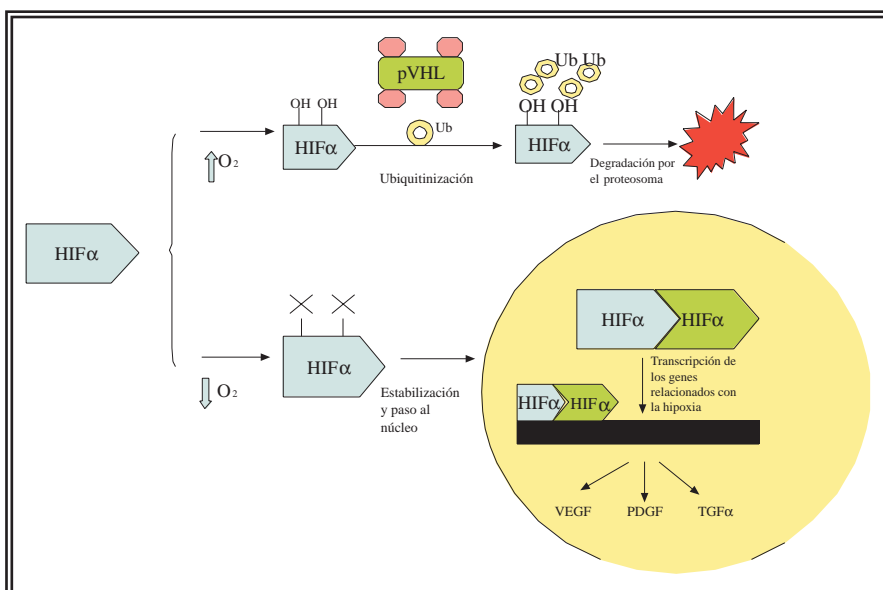 pVHL
Ub Ub
OH OH
OH OH
HIFα
Ub
HIFα
O2
Ubiquitinización
Degradación por
el proteosoma
HIFα
HIFα
O2
Estabilización
y paso al
núcleo
HIFα HIFα
Transcripción de
los genes
relacionados con
la hipoxia
HIFα HIFα
VEGF PDGF TGFα